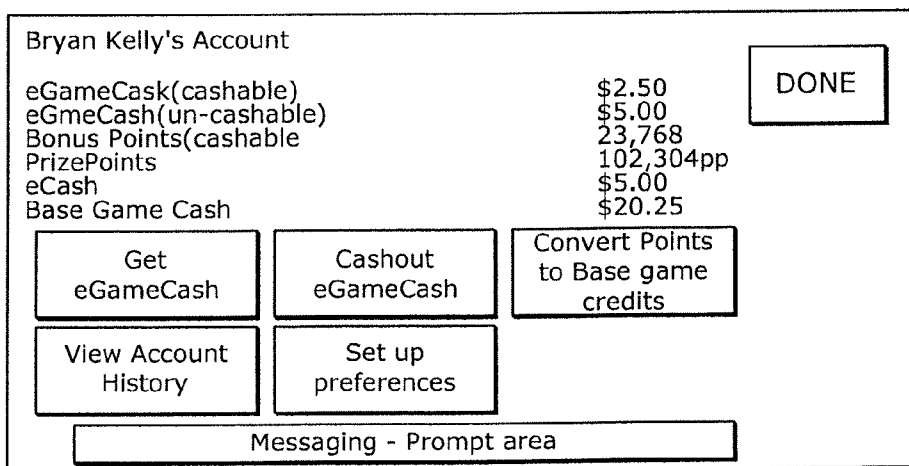 Bryan Kelly's Account
DONE
eGameCask(cashable) $2.50
eGmeCash(un-cashable) $5.00
Bonus Points(cashable 23,768
PrizePoints 102,304pp
eCash $5.00
Base Game Cash $20.25
Get
eGameCash
Cashout
eGameCash
Convert Points
to Base game
credits
View Account
History
Set up
preferences
Messaging - Prompt area